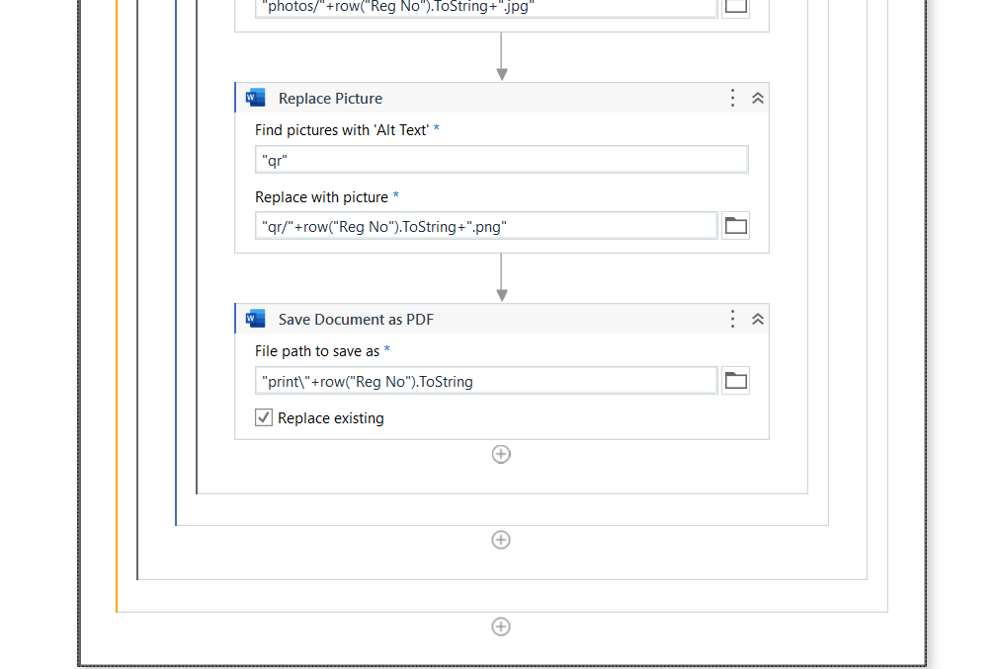 "photos/"+row("Reg No").ToString+".jpg"
Replace Picture
Find pictures with 'Alt Text' *
"qr"
Replace with picture *
"qr/"+row("Reg No").ToString+".png"
Save Document as PDF
File path to save as *
"print\"+row("Reg No").ToString
Replace existing